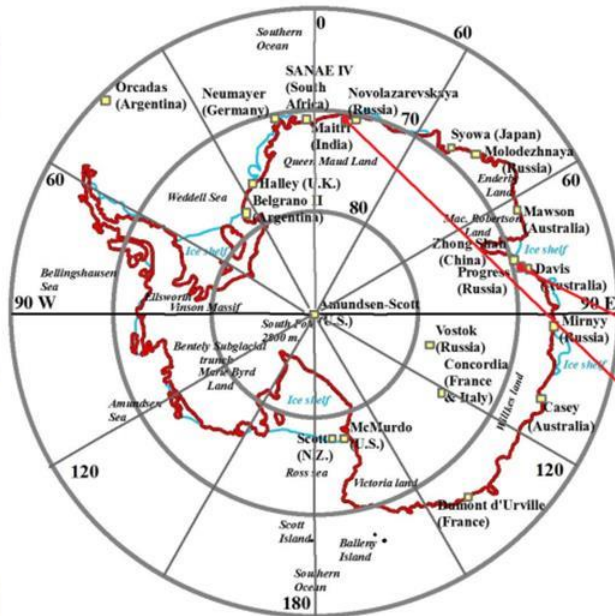 0
Southern
Ocean
60
Orcadas
(Argentina)
Neumayer
(Germany)
SANAE IV
(South
Africa)
Novolazarevskaya
(Russia)
70
Maitri
(India)
Syowa (Japan)
Molodezhnaya
(Russia)
Queen Maud Land
60
60
Enderby
Land
Weddell Sea
Halley (U.K.)
Belgrano II
(Argentina)
80
Mawson
(Australia)
Mac. Robertson
Land
Ice shelf
Zhong Shan
(China)
Ice shelf
Progress
(Russia)
Davis
(Australia)
Bellingshausen
Sea
Ellsworth
Vinson Massif
90 W
Amundsen-Scott
(U.S.)
90 E
South Pole
2800 m.
Mirnyy
(Russia)
Vostok
(Russia)
Bentely Subglacial
trunch
Marie Byrd
Land
Concordia
(France
& Italy)
Ice shelf
Ice shelf
Amundsen
Sea
Wilkes land
Casey
(Australia)
McMurdo
(U.S.)
Scott
(N.Z.)
120
120
Ross sea
Victoria land
Dumont d'Urville
(France)
Scott
Island
Balleny
Island
Southern
Ocean
180